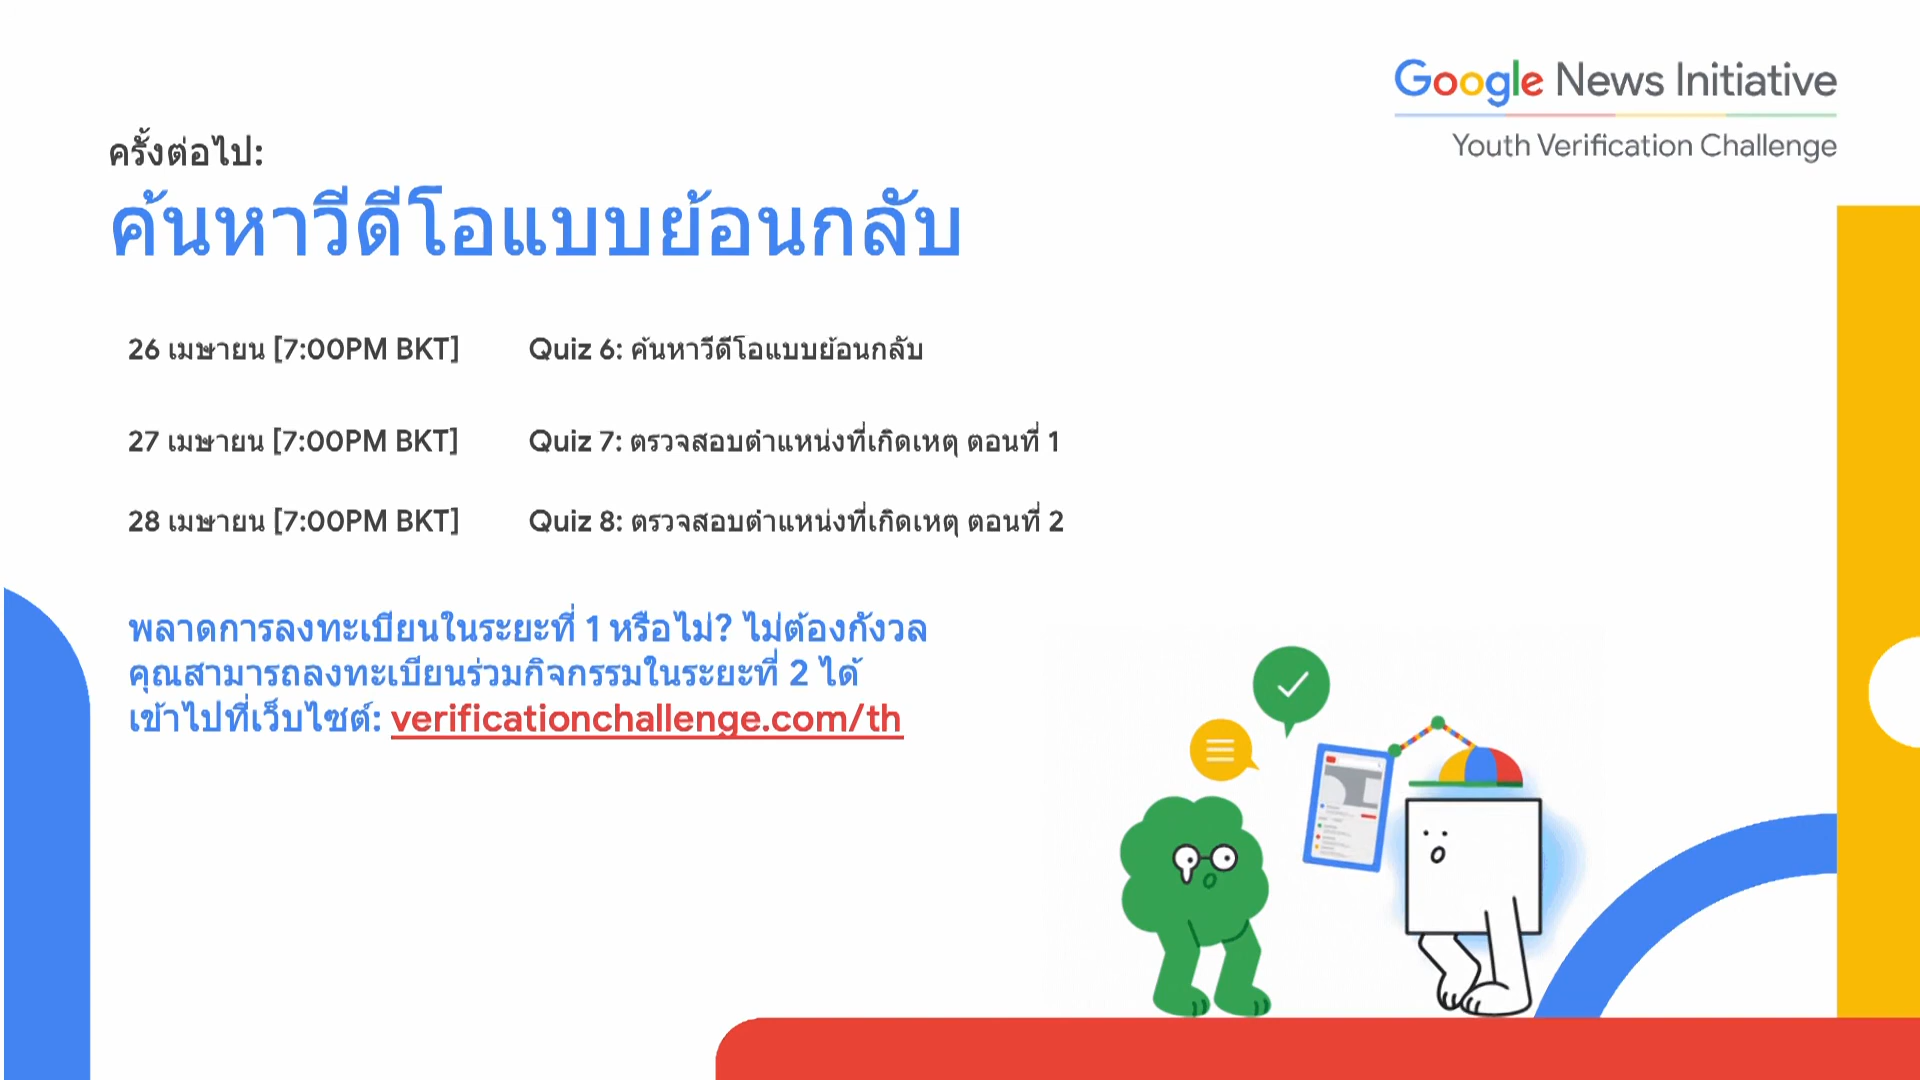 Google News Initiative
Youth Verification Challenge
ครั้งต่อไป:
ค้นหาวีดีโอแบบย้อนกลับ
26 เมษายน [7:00PM BKT] Quiz 6: ค้นหาวีดีโอแบบย้อนกลับ
27 เมษายน [7:00PM BKT] Quiz 7: ตรวจสอบตำแหน่งที่เกิดเหตุ ตอนที่ 1
28 เมษายน [7:00PM BKT] Quiz 8: ตรวจสอบตำแหน่งที่เกิดเหตุ ตอนที่ 2
พลาดการลงทะเบียนในระยะที่ 1 หรือไม่? ไม่ต้องกังวล
คุณสามารถลงทะเบียนร่วมกิจกรรมในระยะที่ 2 ได้
เข้าไปที่เว็บไซต์: verificationchallenge.com/th